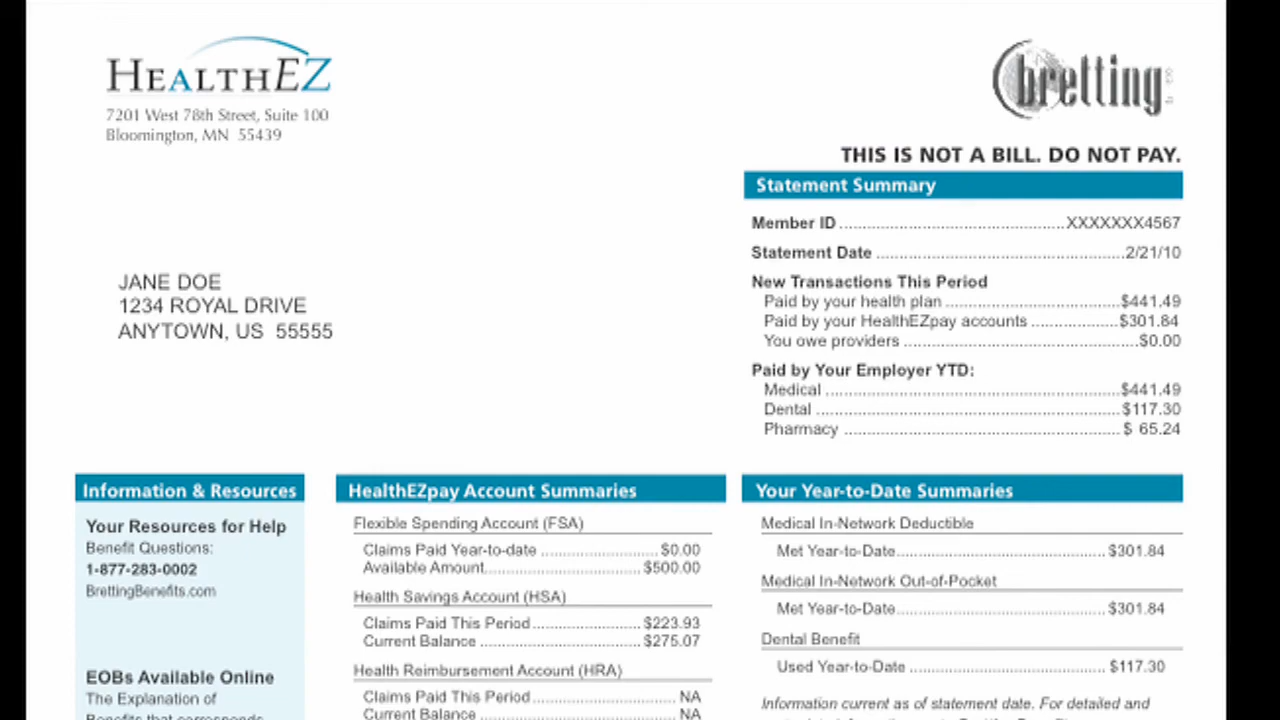 HEALTHEZ
7201 West 78th Street, Suite 100
Bloomington, MN 55439
bretting
THIS IS NOT A BILL. DO NOT PAY.
Statement Summary
Member ID ........ XXXXXXX4567
Statement Date ........ 2/21/10
New Transactions This Period
Paid by your health plan ........ $441.49
Paid by your HealthEZpay accounts ........ $301.84
You owe providers ........ $0.00
Paid by Your Employer YTD:
Medical ........ $441.49
Dental ........ $117.30
Pharmacy ........ $ 65.24
JANE DOE
1234 ROYAL DRIVE
ANYTOWN, US 55555
Information & Resources
Your Resources for Help
Benefit Questions:
1-877-283-0002
BrettingBenefits.com
EOBs Available Online
The Explanation of
Benefits that corresponds
HealthEZpay Account Summaries
Flexible Spending Account (FSA)
Claims Paid Year-to-date ........ $0.00
Available Amount ........ $500.00
Health Savings Account (HSA)
Claims Paid This Period ........ $223.93
Current Balance ........ $275.07
Health Reimbursement Account (HRA)
Claims Paid This Period ........ NA
Current Balance ........ NA
Your Year-to-Date Summaries
Medical In-Network Deductible
Met Year-to-Date ........ $301.84
Medical In-Network Out-of-Pocket
Met Year-to-Date ........ $301.84
Dental Benefit
Used Year-to-Date ........ $117.30
Information current as of statement date. For detailed and